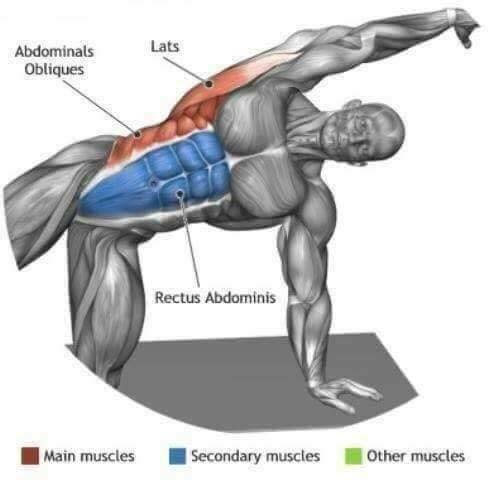 Abdominals
Obliques
Lats
Rectus Abdominis
Main muscles
Secondary muscles
Other muscles